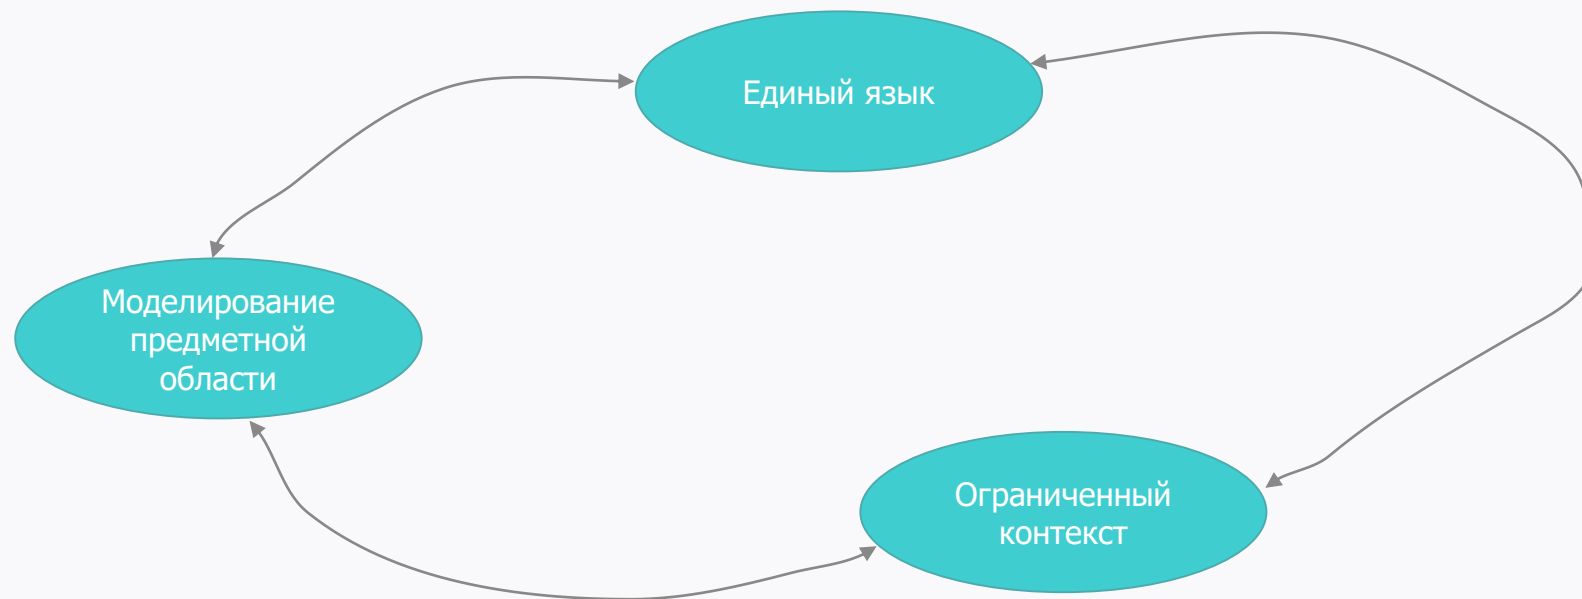 Единый язык
Моделирование
предметной
области
Ограниченный
контекст